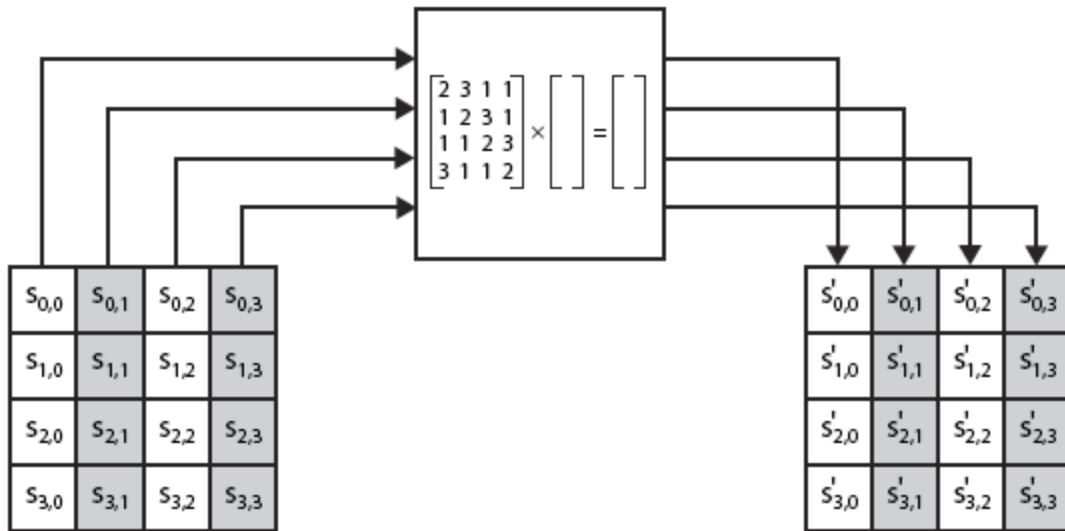 2 3 1 1
1 2 3 1
1 1 2 3
3 1 1 2
× =
S0,0 S0,1 S0,2 S0,3
S1,0 S1,1 S1,2 S1,3
S2,0 S2,1 S2,2 S2,3
S3,0 S3,1 S3,2 S3,3
S'0,0 S'0,1 S'0,2 S'0,3
S'1,0 S'1,1 S'1,2 S'1,3
S'2,0 S'2,1 S'2,2 S'2,3
S'3,0 S'3,1 S'3,2 S'3,3